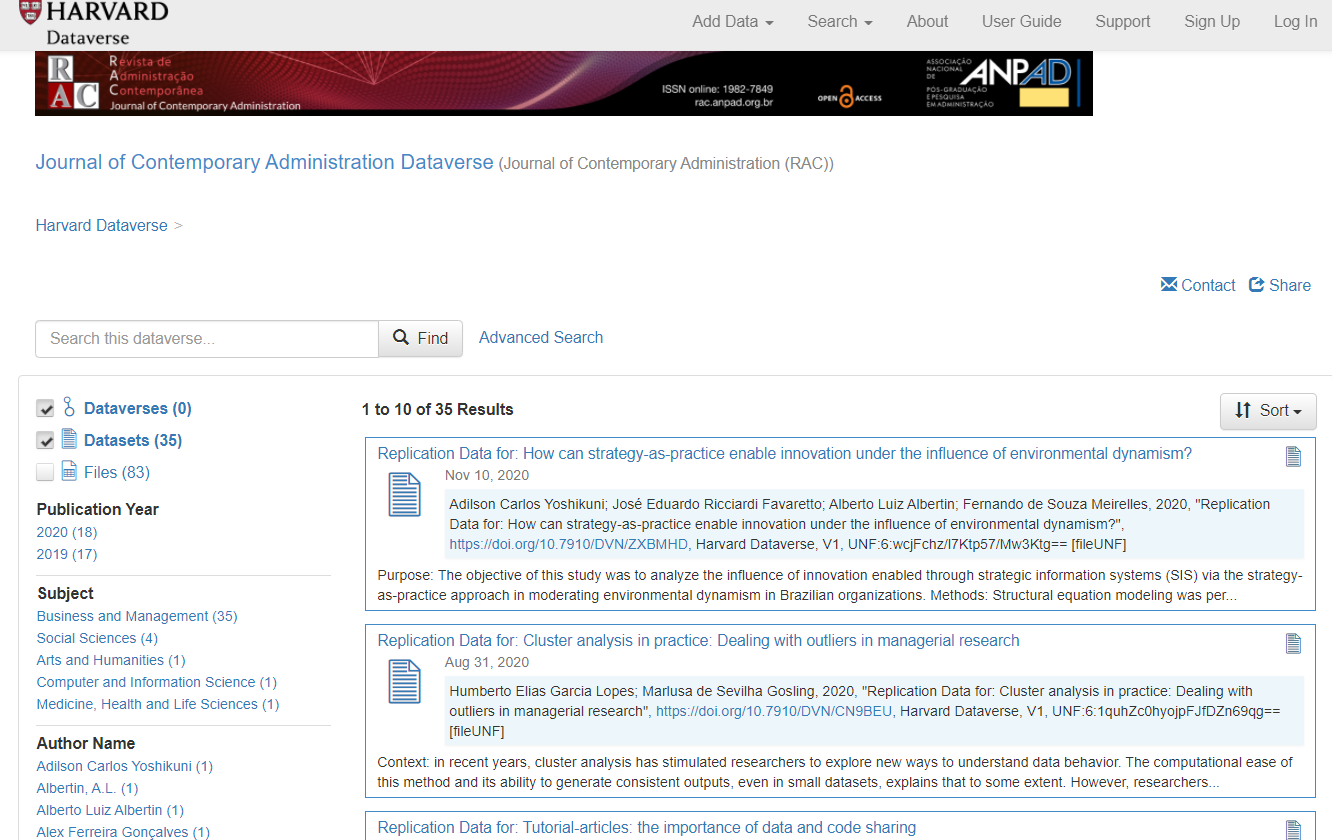 HARVARD
Dataverse
Add Data
Search
About
User Guide
Support
Sign Up
Log In
RAC
Revista de
Administração
Contemporânea
Journal of Contemporary Administration
ISSN online: 1982-7849
rac.anpad.org.br
OPEN ACCESS
ASSOCIAÇÃO
NACIONAL
DE
PÓS-GRADUAÇÃO
E PESQUISA
EM ADMINISTRAÇÃO
ANPAD
Journal of Contemporary Administration Dataverse (Journal of Contemporary Administration (RAC))
Harvard Dataverse >
Contact
Share
Search this dataverse...
Find
Advanced Search
Dataverses (0)
Datasets (35)
Files (83)
Publication Year
2020 (18)
2019 (17)
Subject
Business and Management (35)
Social Sciences (4)
Arts and Humanities (1)
Computer and Information Science (1)
Medicine, Health and Life Sciences (1)
Author Name
Adilson Carlos Yoshikuni (1)
Albertin, A.L. (1)
Alberto Luiz Albertin (1)
Alex Ferreira Gonçalves (1)
1 to 10 of 35 Results
Sort
Replication Data for: How can strategy-as-practice enable innovation under the influence of environmental dynamism?
Nov 10, 2020
Adilson Carlos Yoshikuni; José Eduardo Ricciardi Favaretto; Alberto Luiz Albertin; Fernando de Souza Meirelles, 2020, "Replication
Data for: How can strategy-as-practice enable innovation under the influence of environmental dynamism?",
https://doi.org/10.7910/DVN/ZXBMHD, Harvard Dataverse, V1, UNF:6:wcjFchz/I7Ktp57/Mw3Ktg== [fileUNF]
Purpose: The objective of this study was to analyze the influence of innovation enabled through strategic information systems (SIS) via the strategy-
as-practice approach in moderating environmental dynamism in Brazilian organizations. Methods: Structural equation modeling was per...
Replication Data for: Cluster analysis in practice: Dealing with outliers in managerial research
Aug 31, 2020
Humberto Elias Garcia Lopes; Marlusa de Sevilha Gosling, 2020, "Replication Data for: Cluster analysis in practice: Dealing with
outliers in managerial research", https://doi.org/10.7910/DVN/CN9BEU, Harvard Dataverse, V1, UNF:6:1quhZc0hyojpFJfDZn69qg==
[fileUNF]
Context: in recent years, cluster analysis has stimulated researchers to explore new ways to understand data behavior. The computational ease of
this method and its ability to generate consistent outputs, even in small datasets, explains that to some extent. However, researchers...
Replication Data for: Tutorial-articles: the importance of data and code sharing